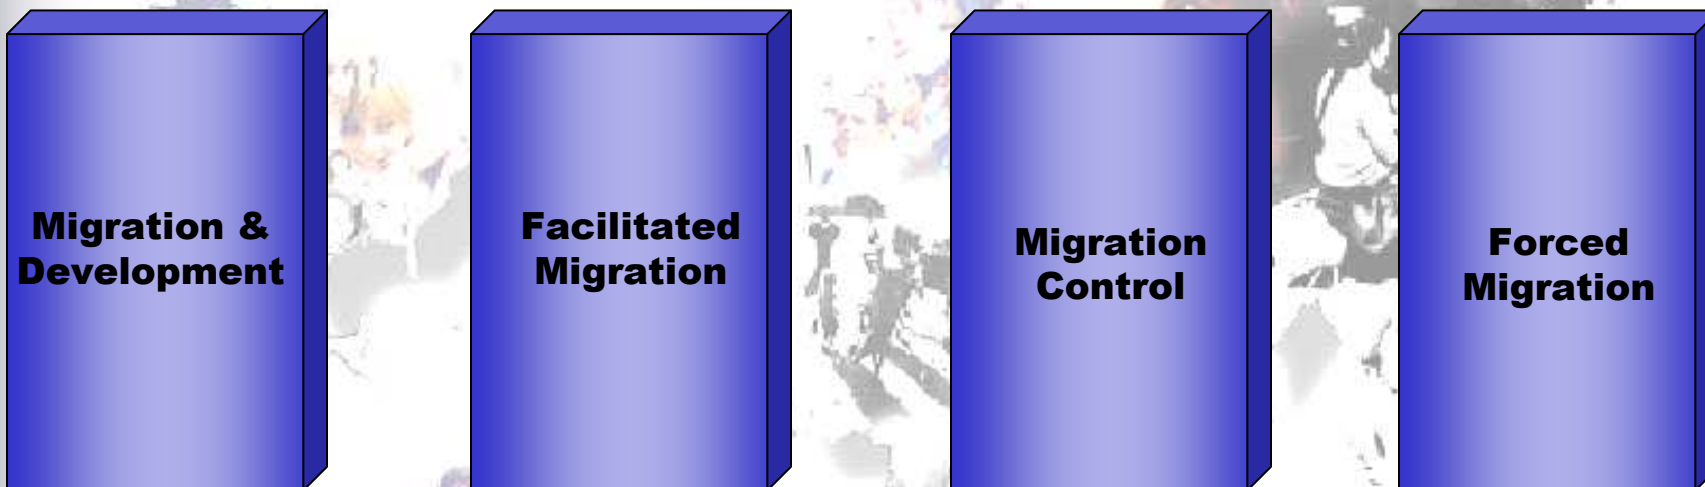 Migration &
Development
Facilitated
Migration
Migration
Control
Forced
Migration